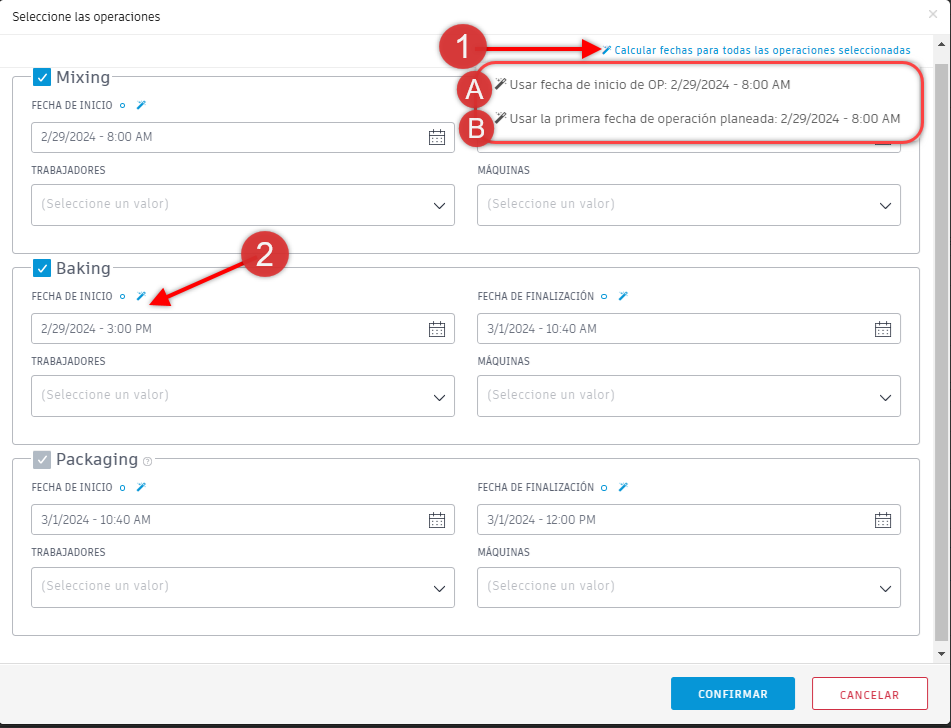 Seleccione las operaciones
1
Calcular fechas para todas las operaciones seleccionadas
Mixing
A
Usar fecha de inicio de OP: 2/29/2024 - 8:00 AM
FECHA DE INICIO
B
Usar la primera fecha de operación planeada: 2/29/2024 - 8:00 AM
2/29/2024 - 8:00 AM
TRABAJADORES
MÁQUINAS
(Seleccione un valor)
(Seleccione un valor)
2
Baking
FECHA DE INICIO
FECHA DE FINALIZACIÓN
2/29/2024 - 3:00 PM
3/1/2024 - 10:40 AM
TRABAJADORES
MÁQUINAS
(Seleccione un valor)
(Seleccione un valor)
Packaging
FECHA DE INICIO
FECHA DE FINALIZACIÓN
3/1/2024 - 10:40 AM
3/1/2024 - 12:00 PM
TRABAJADORES
MÁQUINAS
(Seleccione un valor)
(Seleccione un valor)
CONFIRMAR
CANCELAR